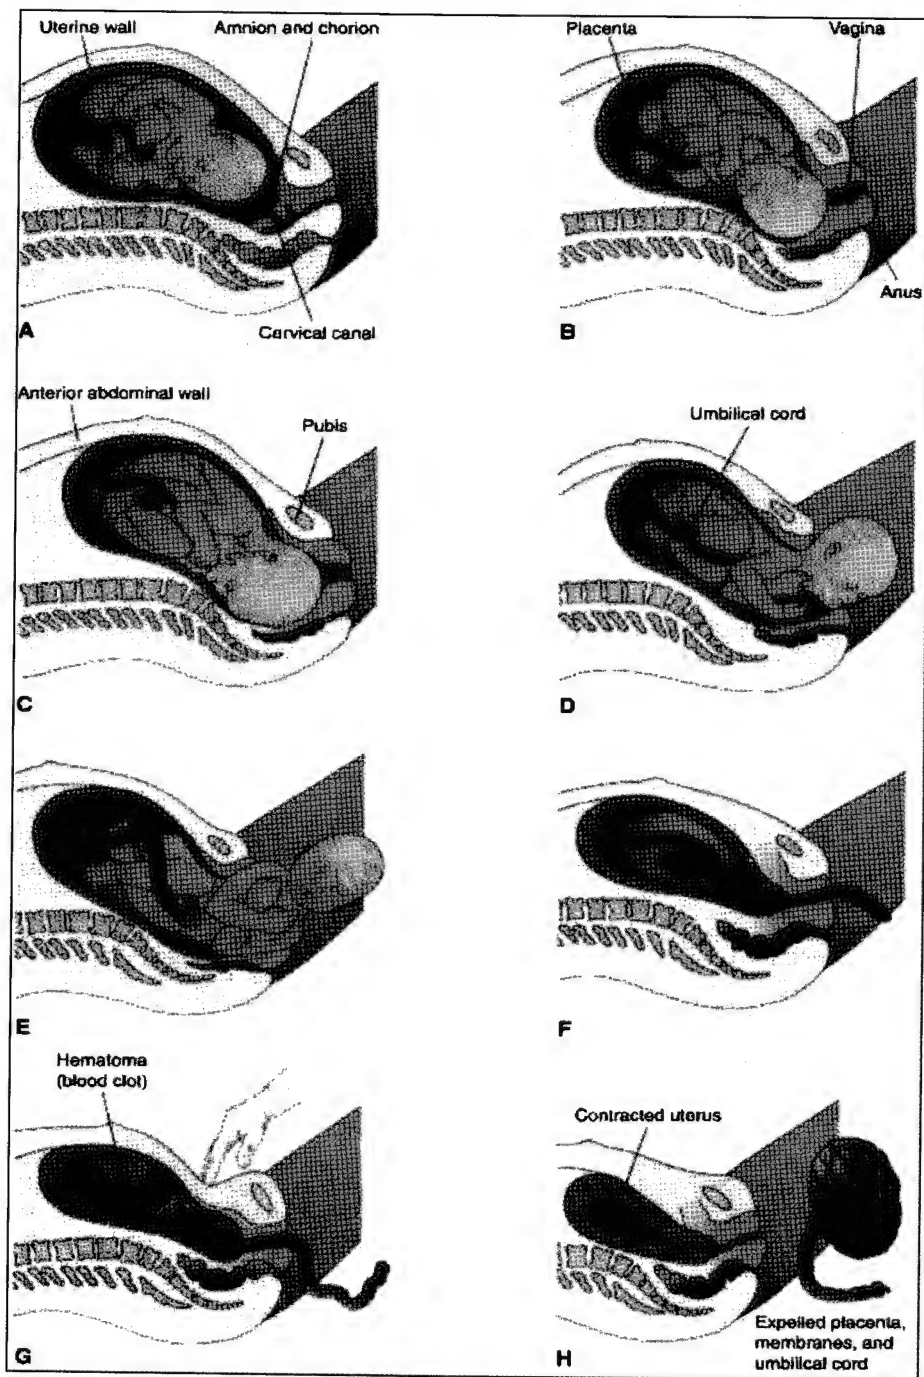 Uterine wall
Amnion and chorion
Placenta
Vagina
Anus
A
Cervical canal
B
Anterior abdominal wall
Pubis
Umbilical cord
C
D
E
F
Hematoma
(blood clot)
Contracted uterus
G
H
Expelled placenta,
membranes, and
umbilical cord